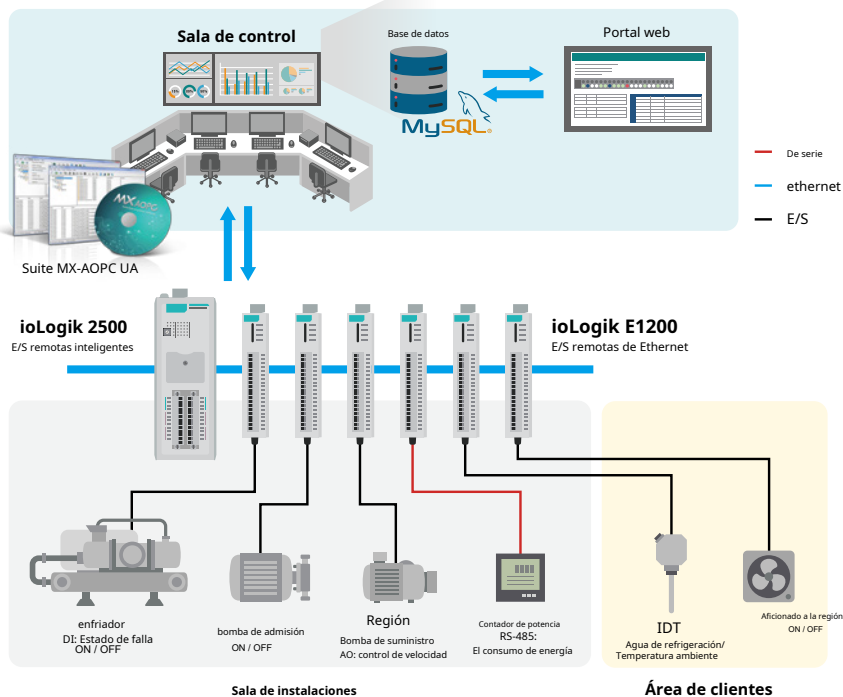 Sala de control
Base de datos
Portal web
MySQL
De serie
ethernet
E/S
MXAOPC
Suite MX-AOPC UA
ioLogik 2500
E/S remotas inteligentes
ioLogik E1200
E/S remotas de Ethernet
enfriador
DI: Estado de falla
ON / OFF
bomba de admisión
ON / OFF
Región
Bomba de suministro
AO: control de velocidad
Contador de potencia
RS-485:
El consumo de energía
IDT
Agua de refrigeración/
Temperatura ambiente
Aficionado a la región
ON / OFF
Sala de instalaciones
Área de clientes